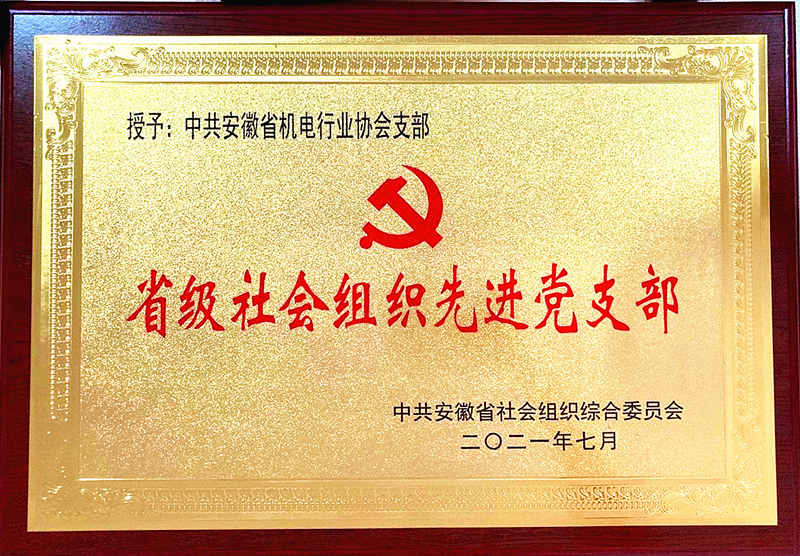 授予：中共安徽省机电行业协会支部
省级社会组织先进党支部
中共安徽省社会组织综合委员会
二〇二一年七月